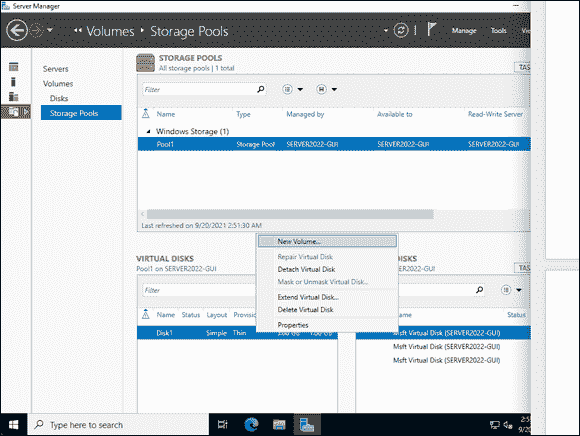 Server Manager
Volumes › Storage Pools
Manage Tools
Servers
Volumes
Disks
Storage Pools
STORAGE POOLS
All storage pools | 1 total
Filter
Name Type Managed by Available to Read-Write Server
Windows Storage (1)
Pool1 Storage Pool SERVER2022-GUI SERVER2022-GUI SERVER2022-GUI
Last refreshed on 9/20/2021 2:51:30 AM
New Volume...
Repair Virtual Disk
Detach Virtual Disk
Mask or Unmask Virtual Disk...
Extend Virtual Disk...
Delete Virtual Disk
Properties
VIRTUAL DISKS
Pool1 on SERVER2022-GUI
Filter
Name Status Layout
Disk1 Simple Thin
Name Status
Msft Virtual Disk (SERVER2022-GUI)
Msft Virtual Disk (SERVER2022-GUI)
Msft Virtual Disk (SERVER2022-GUI)
Type here to search